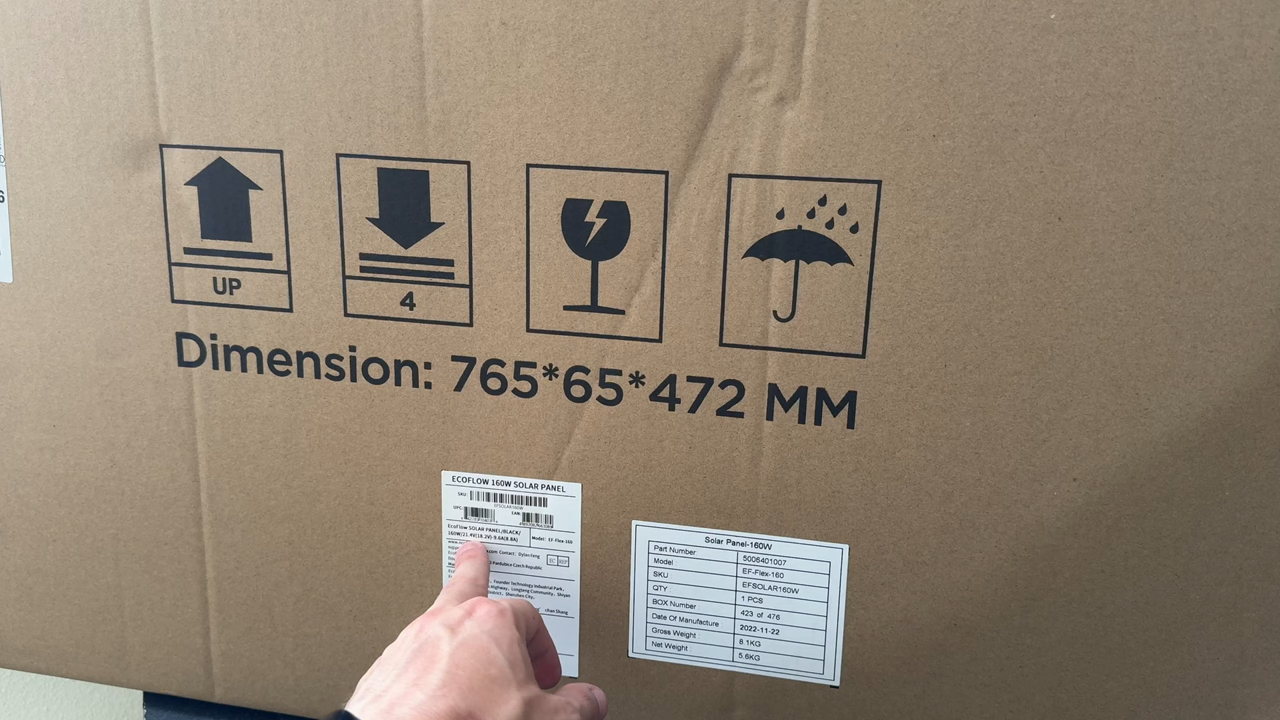 UP
4
Dimension: 765*65*472 MM
ECOFLOW 160W SOLAR PANEL
SKU:
EFSOLAR160W
UPC:
EAN:
EcoFlow SOLAR PANEL/BLACK/
160W/21.4V(18.2V)-9.6A(8.8A)
Model: EF-Flex-160
Contact: Dylan Feng
EC REP
Pardubice Czech Republic
Founder Technology Industrial Park,
Highway, Longteng Community, Shiyan
District, Shenzhen City,
Solar Panel-160W
Part Number 5006401007
Model EF-Flex-160
SKU EFSOLAR160W
QTY 1 PCS
BOX Number 423 of 476
Date Of Manufacture 2022-11-22
Gross Weight 8.1KG
Net Weight 5.6KG